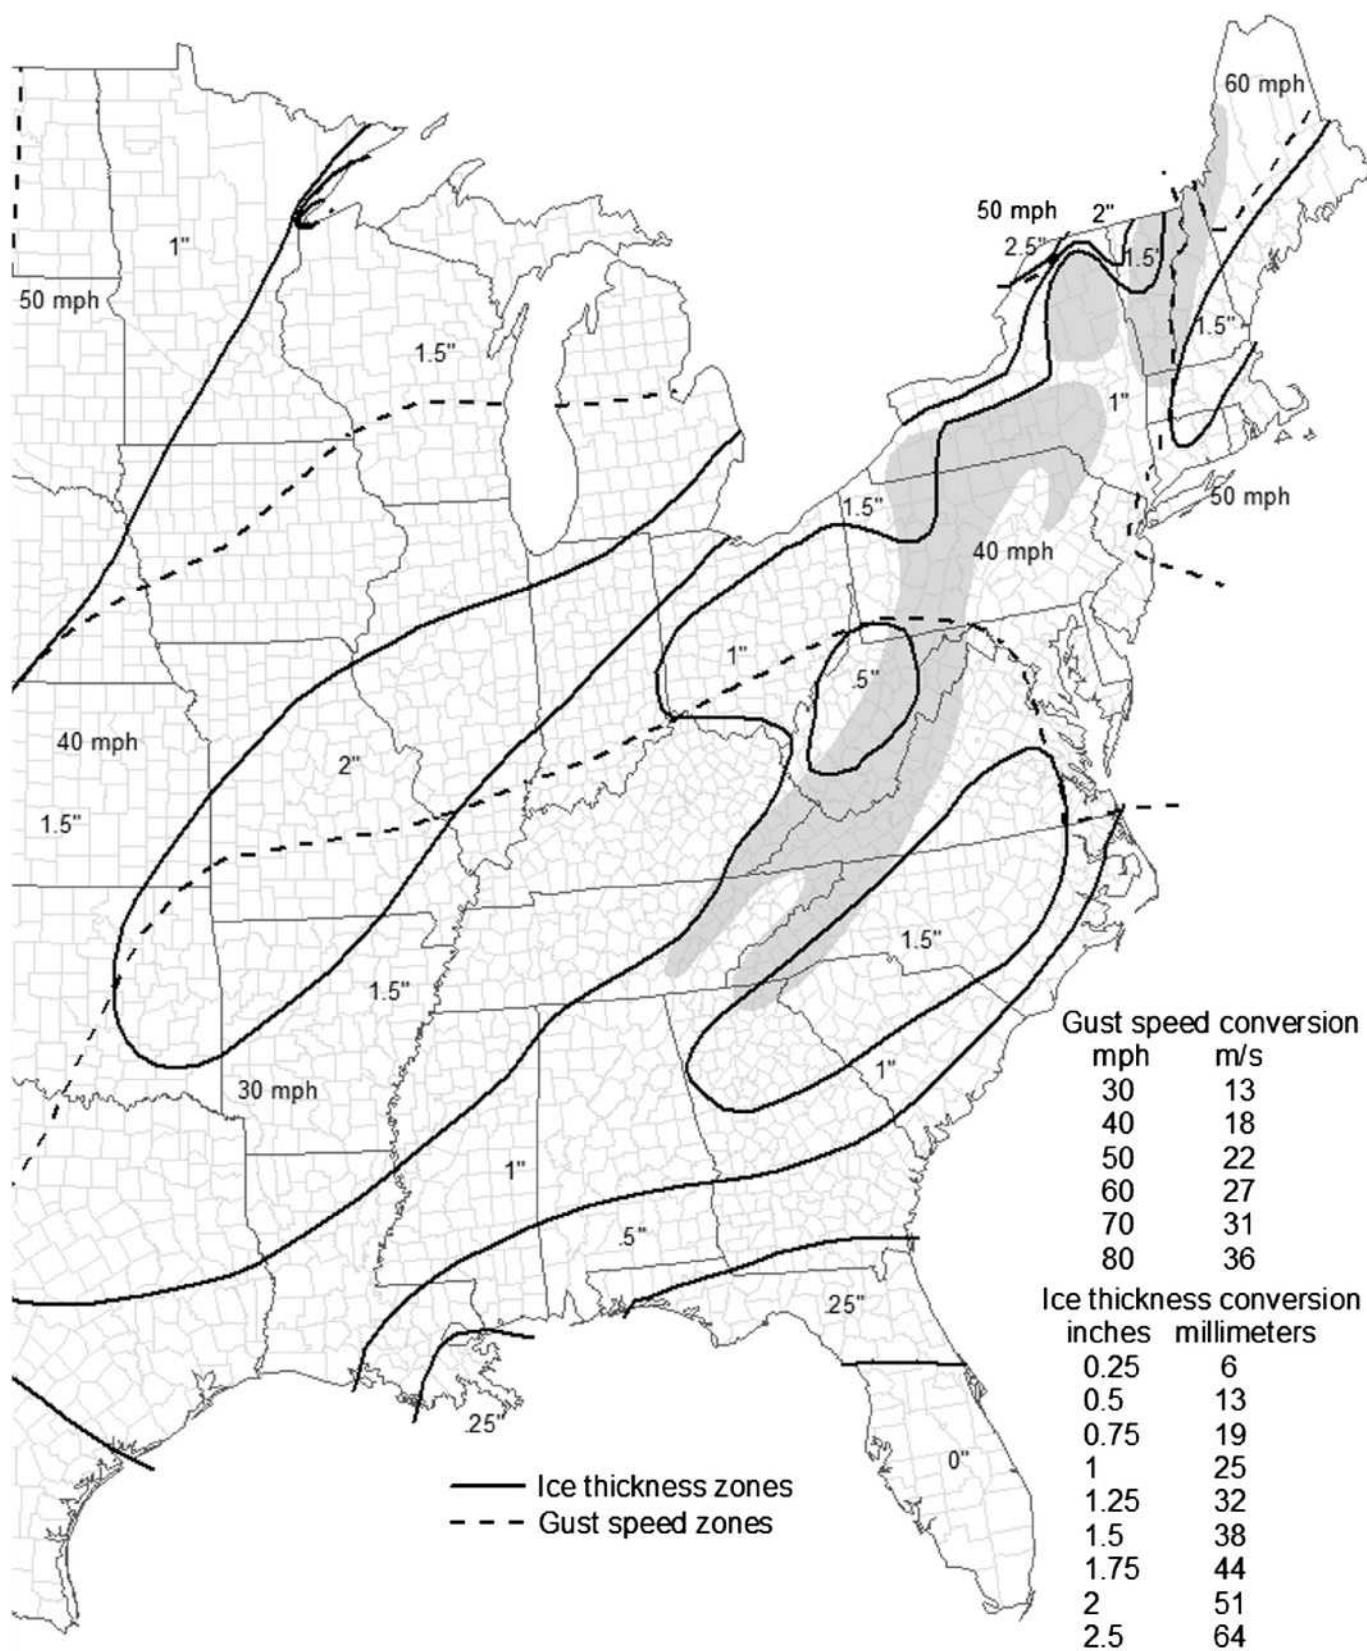 60 mph
50 mph
2"
2.5"
1.5"
1"
50 mph
1.5"
1.5"
1"
1.5"
50 mph
40 mph
1"
.5"
40 mph
2"
1.5"
1.5"
1.5"
30 mph
1"
1"
.5"
.25"
.25"
0"
Ice thickness zones
Gust speed zones
Gust speed conversion
mph m/s
30 13
40 18
50 22
60 27
70 31
80 36
Ice thickness conversion
inches millimeters
0.25 6
0.5 13
0.75 19
1 25
1.25 32
1.5 38
1.75 44
2 51
2.5 64